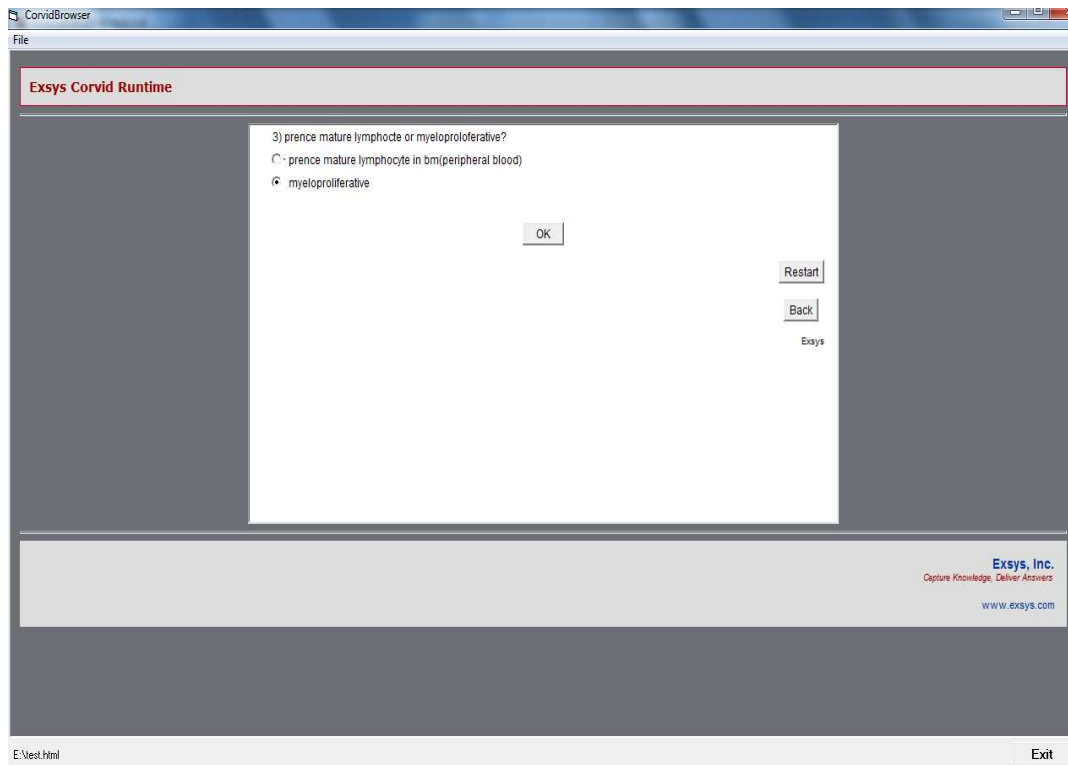 CorvidBrowser
File
Exsys Corvid Runtime
3) prence mature lymphocte or myeloproloferative?
prence mature lymphocyte in bm(peripheral blood)
myeloproliferative
OK
Restart
Back
Exsys
Exsys, Inc.
Capture Knowledge, Deliver Answers
www.exsys.com
E:\test.html
Exit